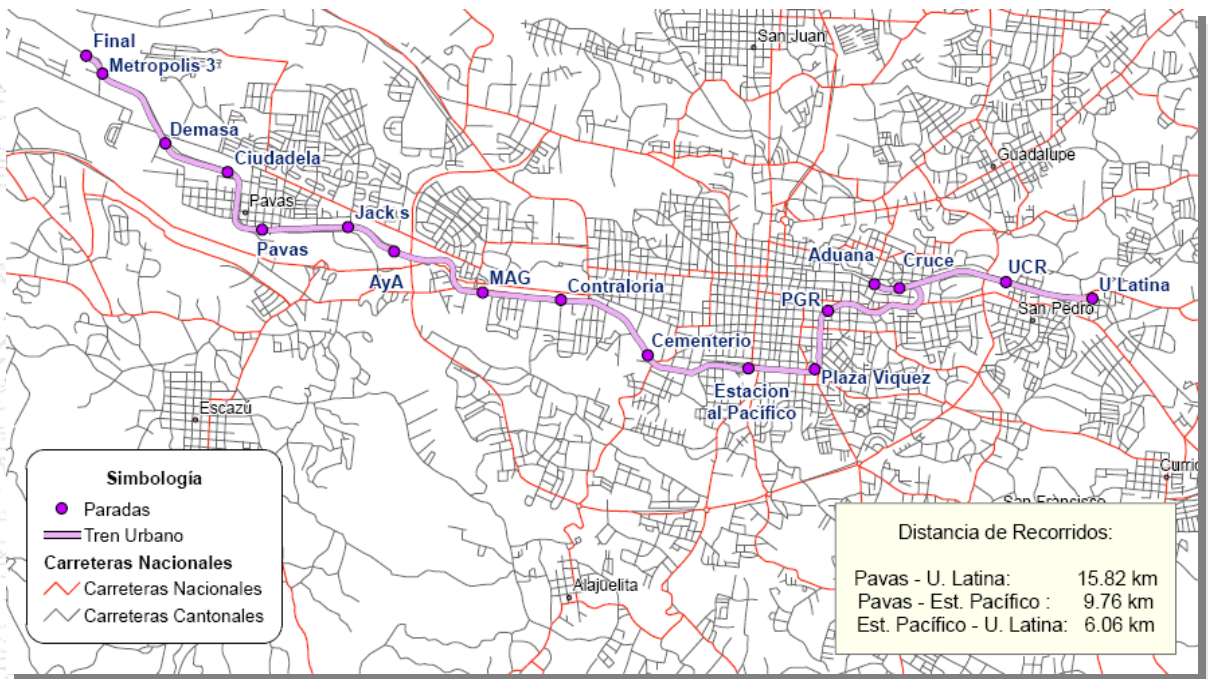 San Juan
Final
Metropolis 3
Demasa
Ciudadela
Guadalupe
Pavas
Jack s
Pavas
AyA
MAG
Contraloria
Aduana
Cruce
UCR
U Latina
PGR
San Pedro
Cementerio
Plaza Viquez
Estacion
al Pacífico
Escazú
Curric
San Francisco
Alajuelita
Simbología
Paradas
Tren Urbano
Carreteras Nacionales
Carreteras Nacionales
Carreteras Cantonales
Distancia de Recorridos:
Pavas - U. Latina: 15.82 km
Pavas - Est. Pacífico : 9.76 km
Est. Pacífico - U. Latina: 6.06 km